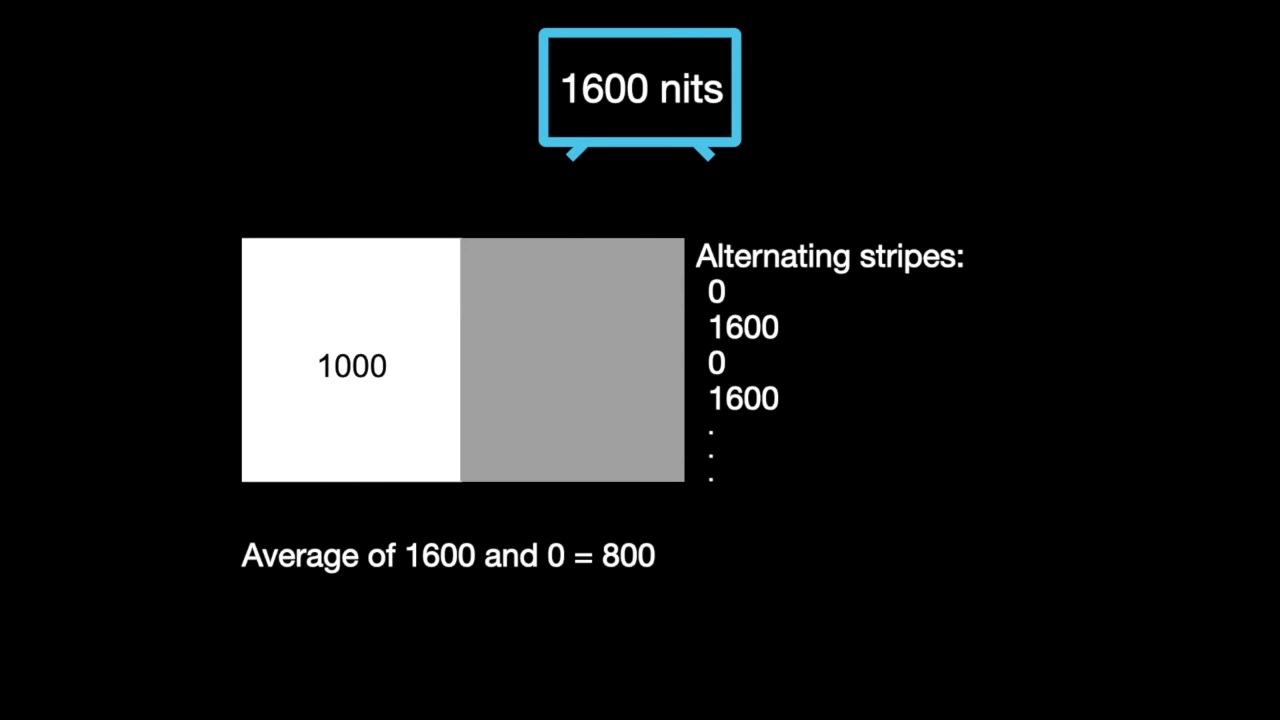 1600 nits
Alternating stripes:
0
1600
0
1600
.
.
.
1000
Average of 1600 and 0 = 800